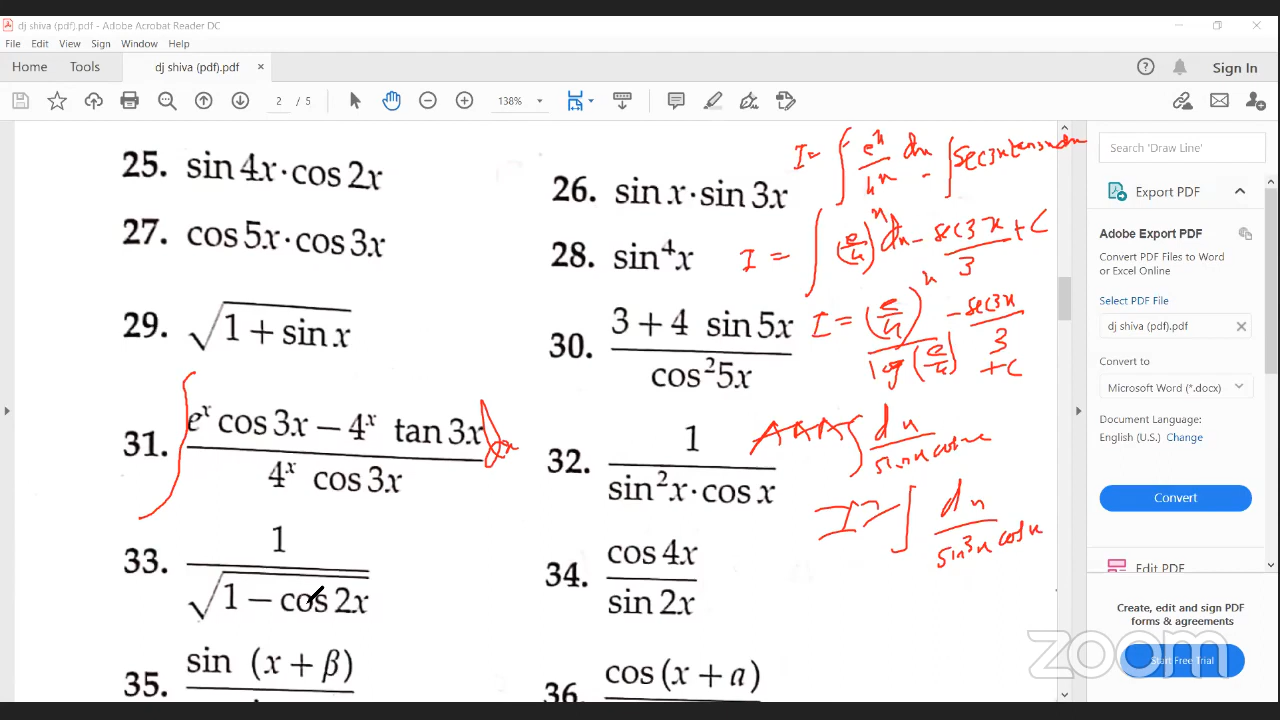 dj shiva (pdf).pdf - Adobe Acrobat Reader DC
File Edit View Sign Window Help
Home Tools dj shiva (pdf).pdf × Sign In
2 / 5 138%
25. sin 4x·cos 2x
26. sin x·sin 3x
27. cos 5x·cos 3x
28. sin⁴x
29. √(1 + sin x)
30. (3 + 4 sin 5x)/(cos² 5x)
31. ∫ (eˣ cos 3x − 4ˣ tan 3x)/(4ˣ cos 3x) dx
32. 1/(sin²x·cos x)
33. 1/√(1 − cos 2x)
34. cos 4x/sin 2x
35. sin (x + β)
36. cos (x + a)
I = ∫ eˣ/4ˣ dx - ∫ sec3x tan3x dx
I = ∫ (e/4)ˣ dx - sec3x/3 + C
I = (e/4)ˣ/log(e/4) - sec3x/3 + C
∫ dx/sin²x cosx
I = ∫ dx/sin²x cosx
Search 'Draw Line'
Export PDF
Adobe Export PDF
Convert PDF Files to Word
or Excel Online
Select PDF File
dj shiva (pdf).pdf ×
Convert to
Microsoft Word (*.docx)
Document Language:
English (U.S.) Change
Convert
Edit PDF
Create, edit and sign PDF
forms & agreements
Start Free Trial
zoom